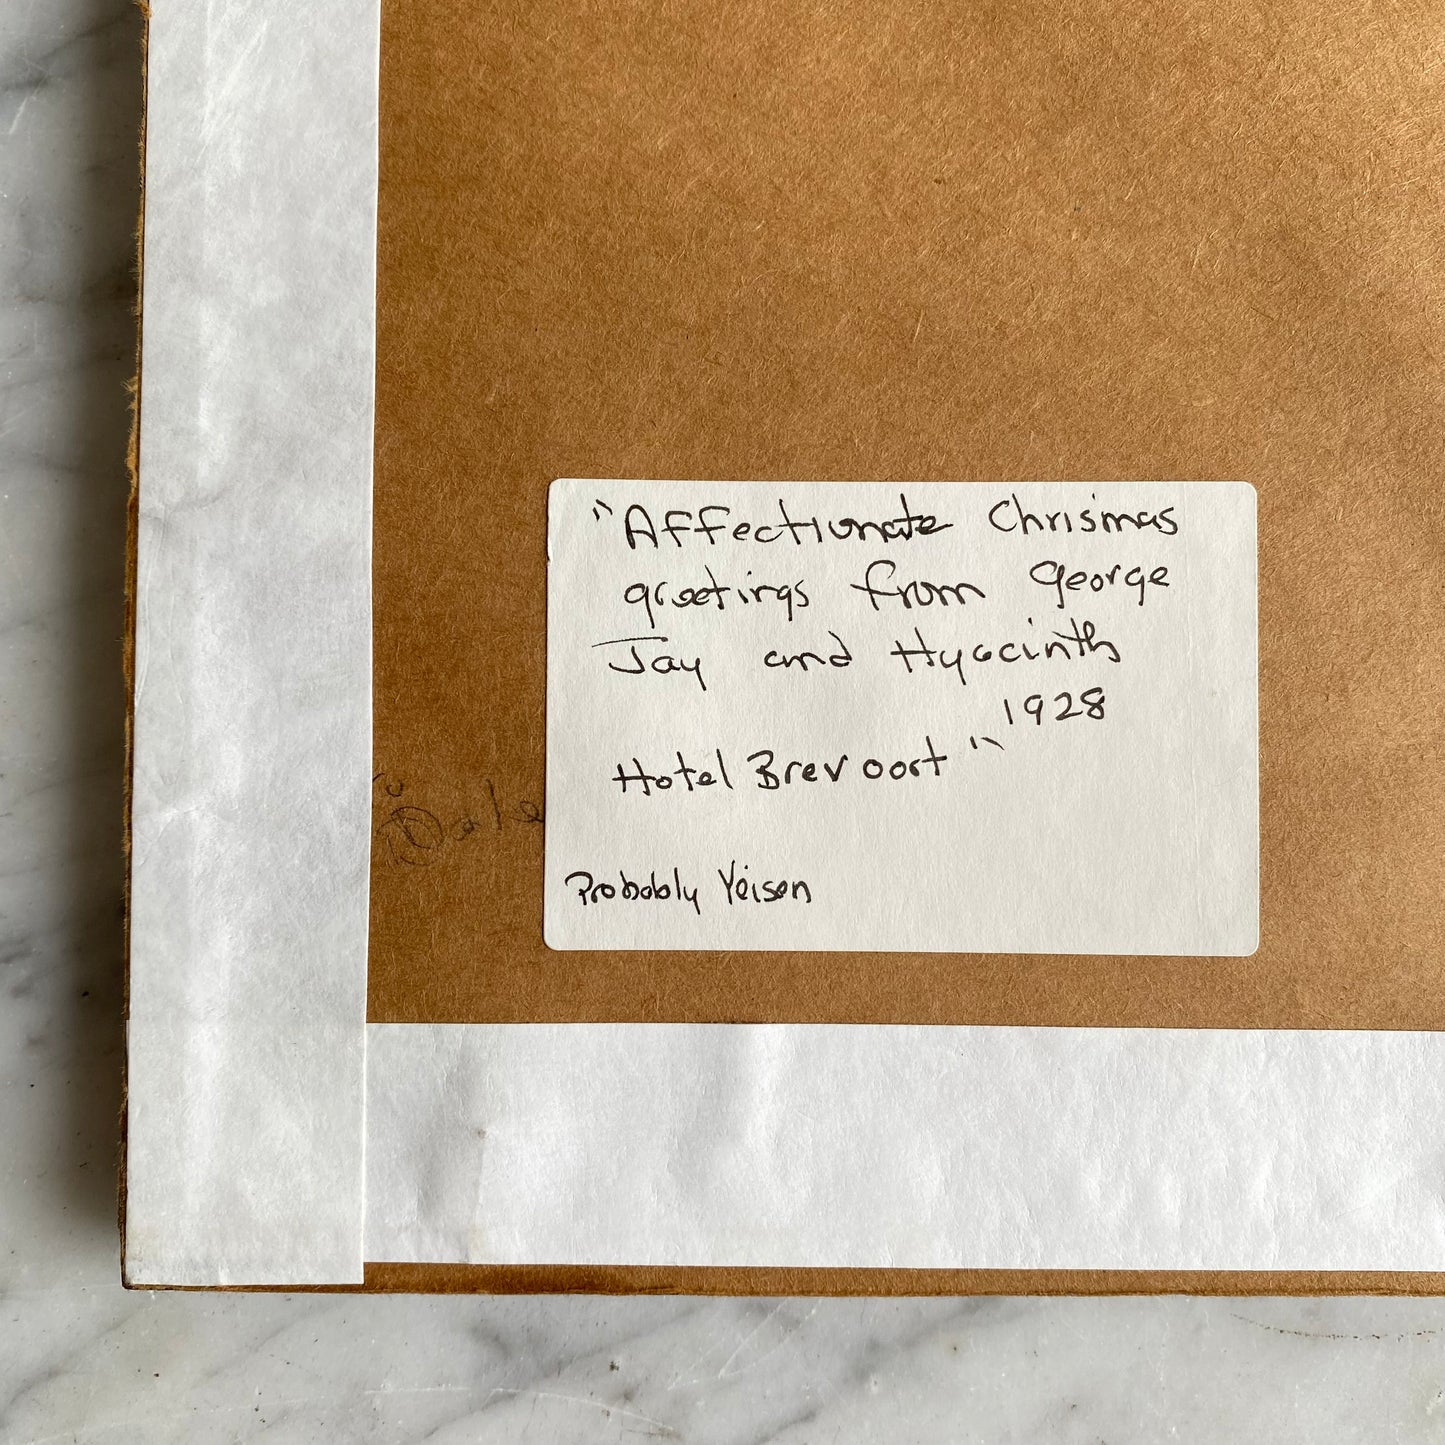 "Affectionate Chrismas
greetings from George
Jay and Hyacinth
1928
Hotel Brevoort"
Probably Yeisen